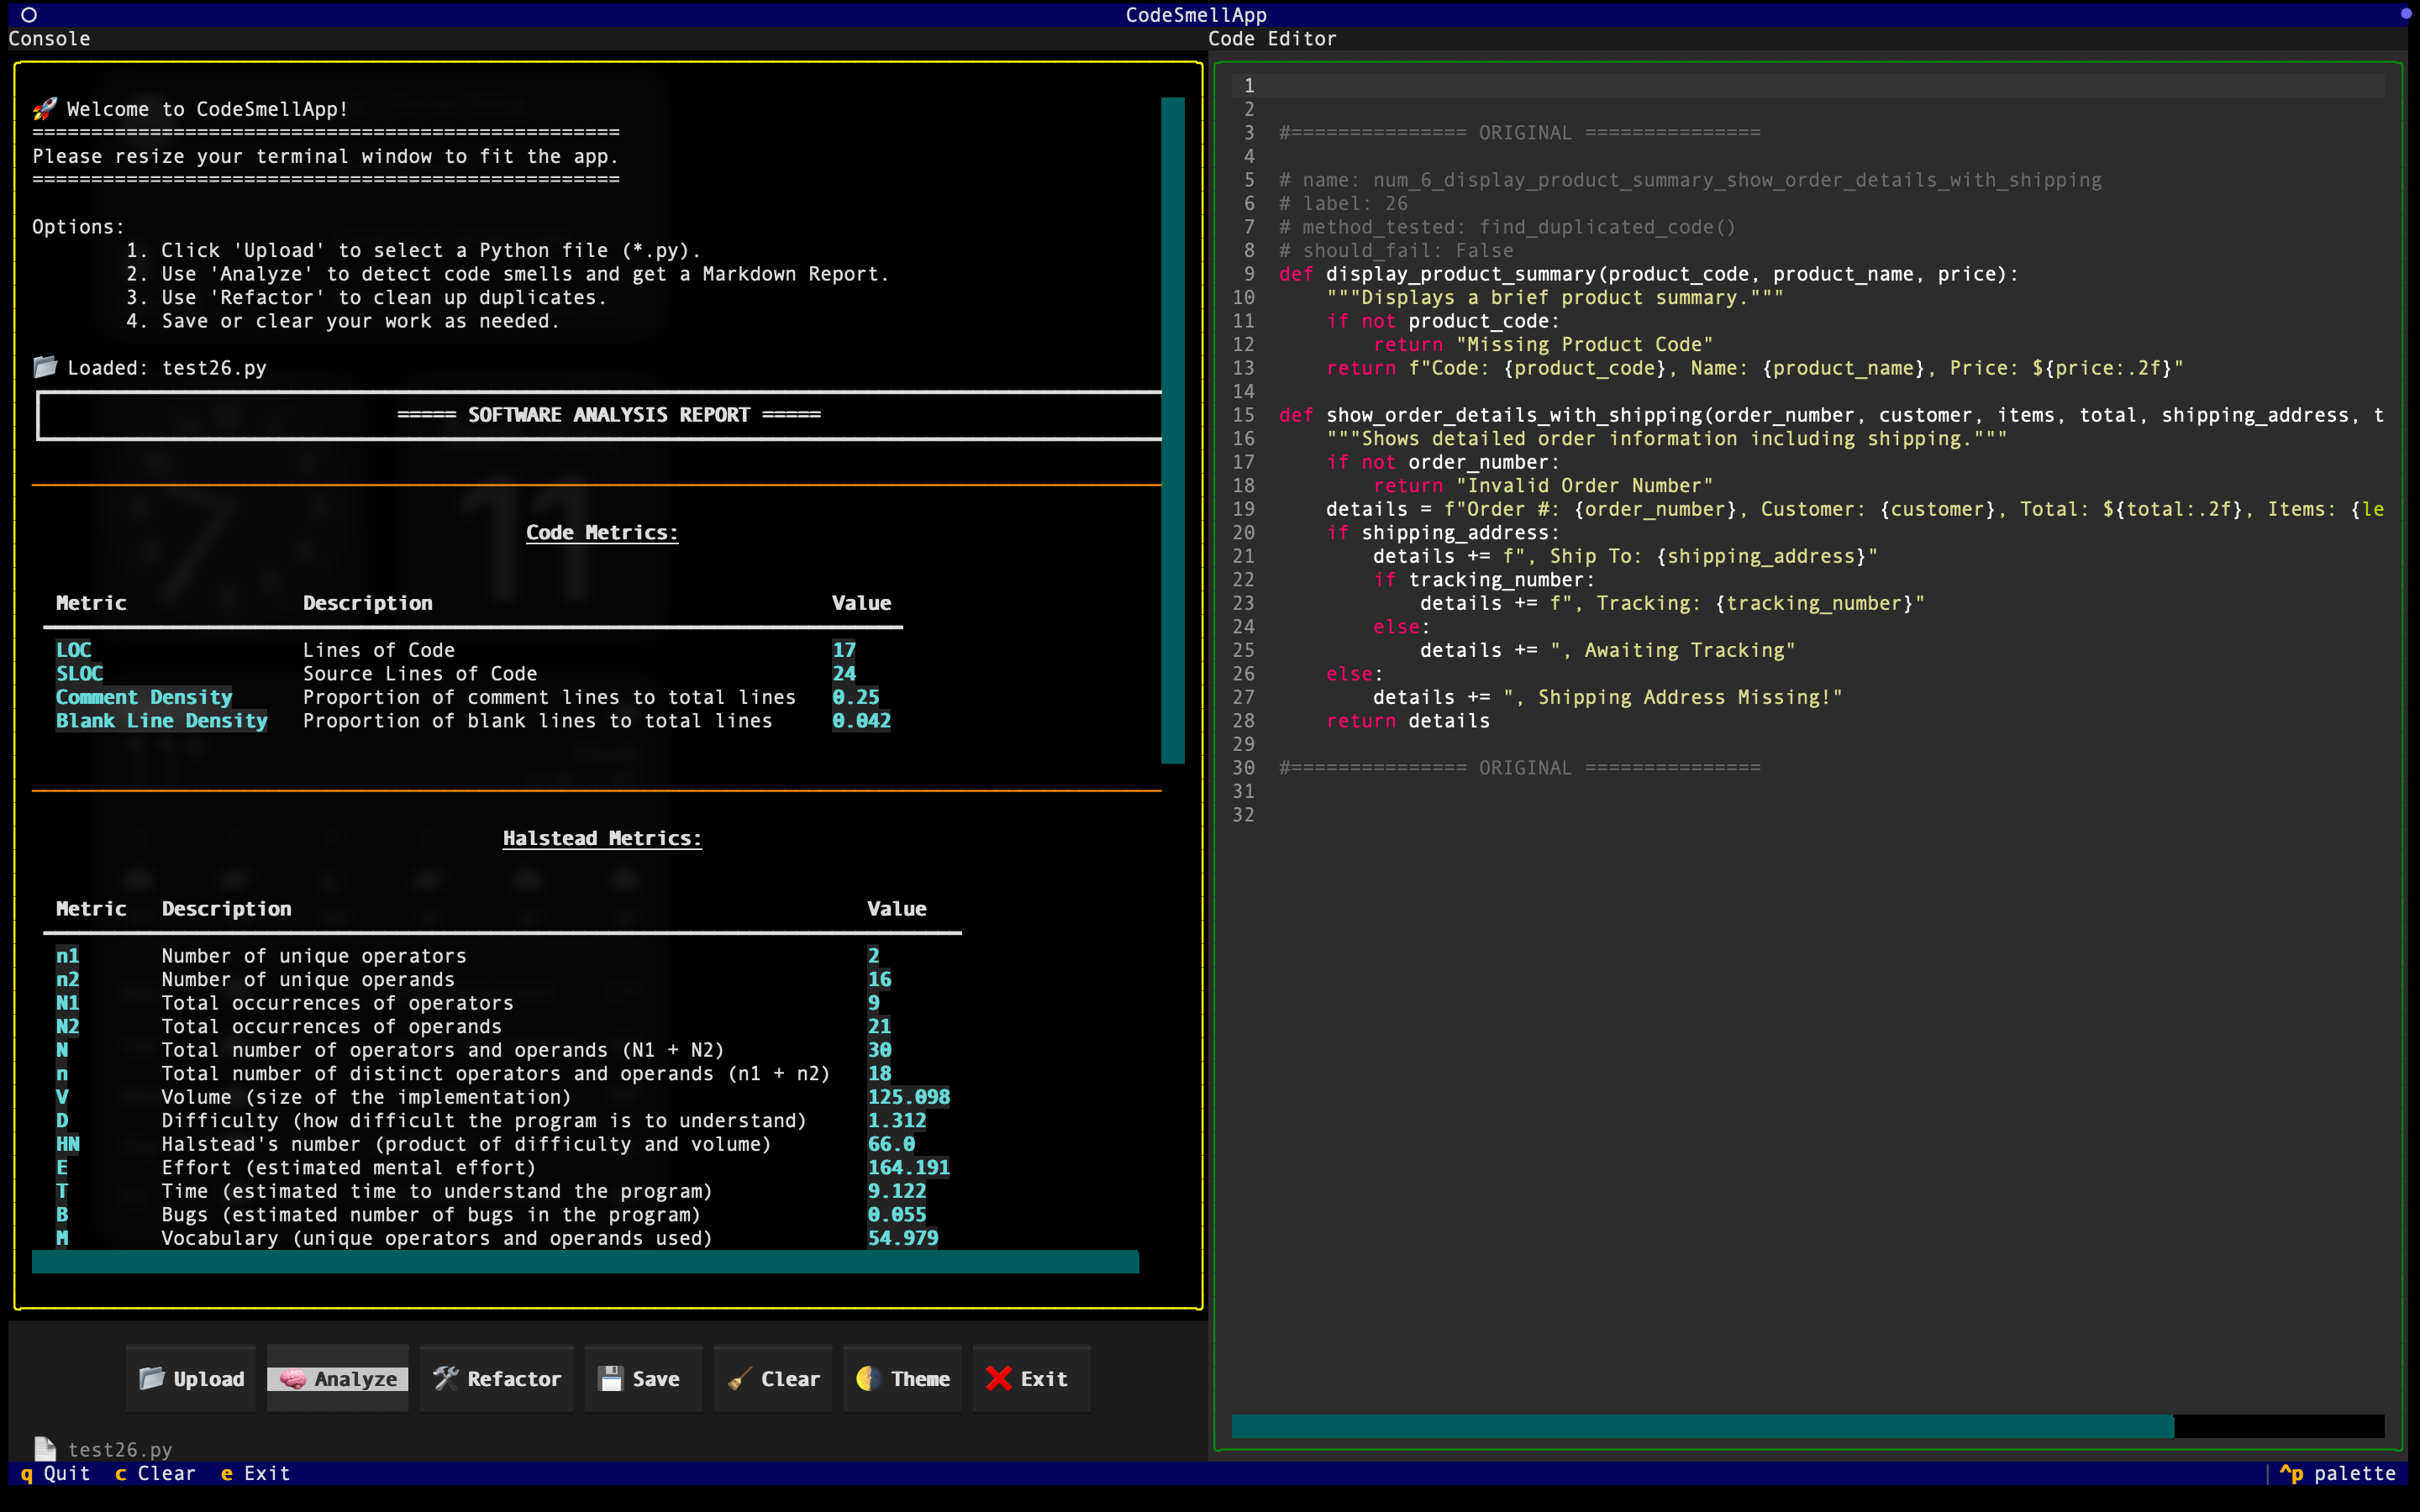 CodeSmellApp
Console
🚀 Welcome to CodeSmellApp!
==================================================
Please resize your terminal window to fit the app.
==================================================
Options:
1. Click 'Upload' to select a Python file (*.py).
2. Use 'Analyze' to detect code smells and get a Markdown Report.
3. Use 'Refactor' to clean up duplicates.
4. Save or clear your work as needed.
📂 Loaded: test26.py
===== SOFTWARE ANALYSIS REPORT =====
Code Metrics:
Metric Description Value
LOC Lines of Code 17
SLOC Source Lines of Code 24
Comment Density Proportion of comment lines to total lines 0.25
Blank Line Density Proportion of blank lines to total lines 0.042
Halstead Metrics:
Metric Description Value
n1 Number of unique operators 2
n2 Number of unique operands 16
N1 Total occurrences of operators 9
N2 Total occurrences of operands 21
N Total number of operators and operands (N1 + N2) 30
n Total number of distinct operators and operands (n1 + n2) 18
V Volume (size of the implementation) 125.098
D Difficulty (how difficult the program is to understand) 1.312
HN Halstead's number (product of difficulty and volume) 66.0
E Effort (estimated mental effort) 164.191
T Time (estimated time to understand the program) 9.122
B Bugs (estimated number of bugs in the program) 0.055
M Vocabulary (unique operators and operands used) 54.979
📂 Upload 🧠 Analyze 🛠 Refactor 💾 Save 🧹 Clear 🌗 Theme ❌ Exit
📄 test26.py
Code Editor
1
2
3 #=============== ORIGINAL ===============
4
5 # name: num_6_display_product_summary_show_order_details_with_shipping
6 # label: 26
7 # method_tested: find_duplicated_code()
8 # should_fail: False
9 def display_product_summary(product_code, product_name, price):
10     """Displays a brief product summary."""
11     if not product_code:
12         return "Missing Product Code"
13     return f"Code: {product_code}, Name: {product_name}, Price: ${price:.2f}"
14
15 def show_order_details_with_shipping(order_number, customer, items, total, shipping_address, t
16     """Shows detailed order information including shipping."""
17     if not order_number:
18         return "Invalid Order Number"
19     details = f"Order #: {order_number}, Customer: {customer}, Total: ${total:.2f}, Items: {le
20     if shipping_address:
21         details += f", Ship To: {shipping_address}"
22         if tracking_number:
23             details += f", Tracking: {tracking_number}"
24         else:
25             details += ", Awaiting Tracking"
26     else:
27         details += ", Shipping Address Missing!"
28     return details
29
30 #=============== ORIGINAL ===============
31
32
q Quit c Clear e Exit ^p palette